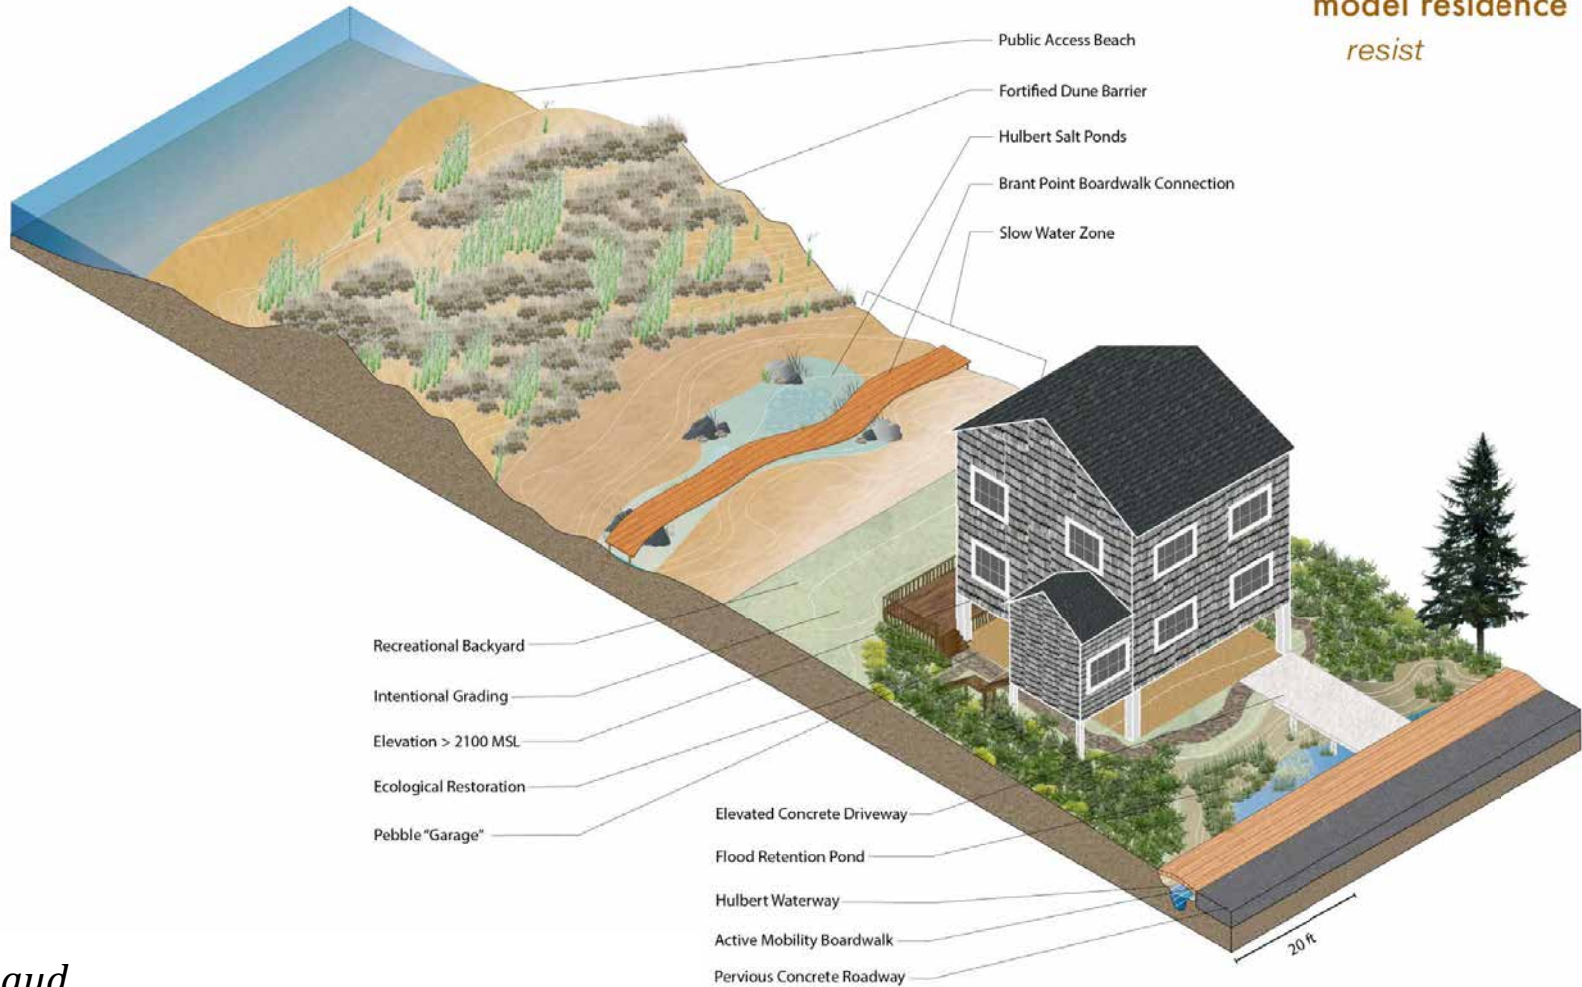 model residence
resist
Public Access Beach
Fortified Dune Barrier
Hulbert Salt Ponds
Brant Point Boardwalk Connection
Slow Water Zone
Recreational Backyard
Intentional Grading
Elevation > 2100 MSL
Ecological Restoration
Pebble “Garage”
Elevated Concrete Driveway
Flood Retention Pond
Hulbert Waterway
Active Mobility Boardwalk
Pervious Concrete Roadway
20 ft
aud